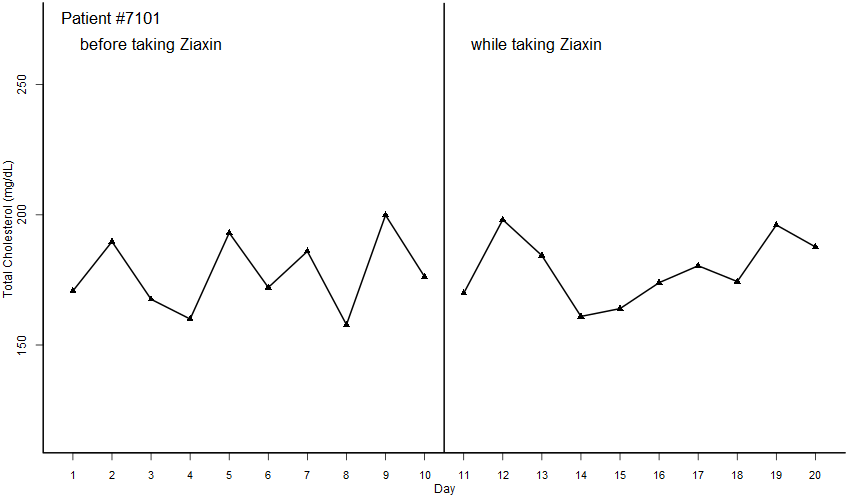 Patient #7101
before taking Ziaxin
while taking Ziaxin
Total Cholesterol (mg/dL)
250
200
150
1 2 3 4 5 6 7 8 9 10 11 12 13 14 15 16 17 18 19 20
Day